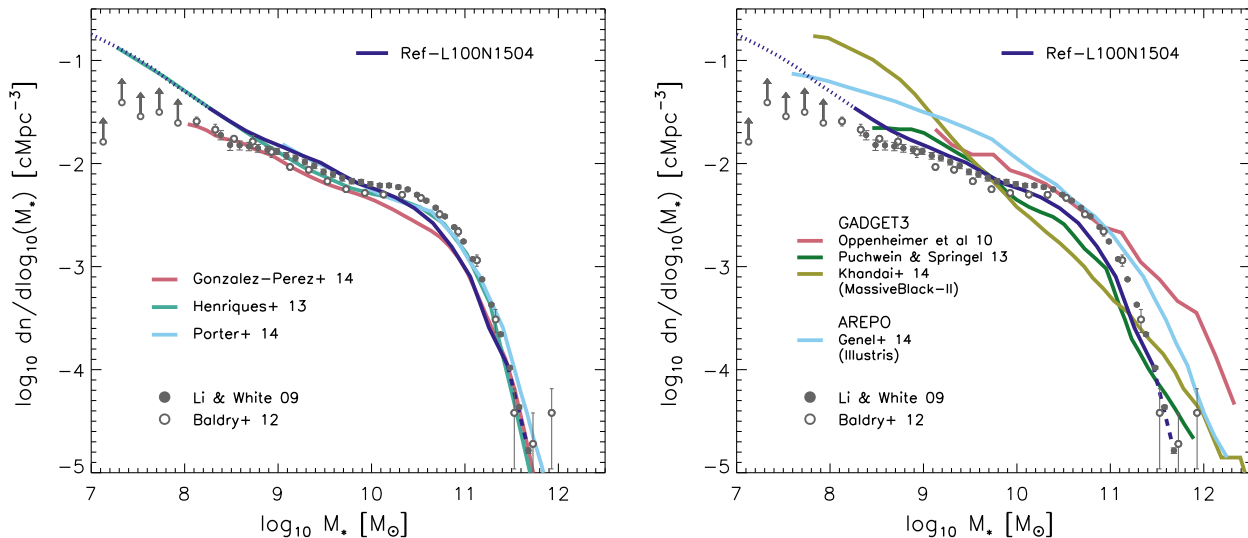 Ref-L100N1504
Gonzalez-Perez+ 14
Henriques+ 13
Porter+ 14
Li & White 09
Baldry+ 12
log₁₀ dn/dlog₁₀(M*) [cMpc⁻³]
-1
-2
-3
-4
-5
7 8 9 10 11 12
log₁₀ M* [M⊙]
Ref-L100N1504
GADGET3
Oppenheimer et al 10
Puchwein & Springel 13
Khandai+ 14
(MassiveBlack-II)
AREPO
Genel+ 14
(Illustris)
Li & White 09
Baldry+ 12
log₁₀ dn/dlog₁₀(M*) [cMpc⁻³]
-1
-2
-3
-4
-5
7 8 9 10 11 12
log₁₀ M* [M⊙]